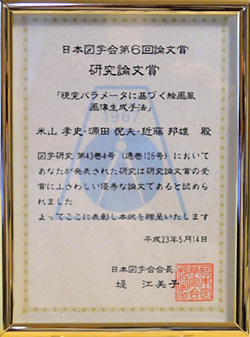 日本図学会第6回論文賞
研究論文賞
「視覚パラメータに基づく絵画風
画像生成手法」
米山 孝史・源田 悦夫・近藤 邦雄 殿
図学研究 第43巻4号（通巻126号）において
あなたが発表された研究は研究論文賞の受
賞にふさわしい優秀な論文であると認めら
れました
よってここに表彰し本状を贈呈いたします
平成23年5月14日
日本図学会会長
堤 江美子
1967